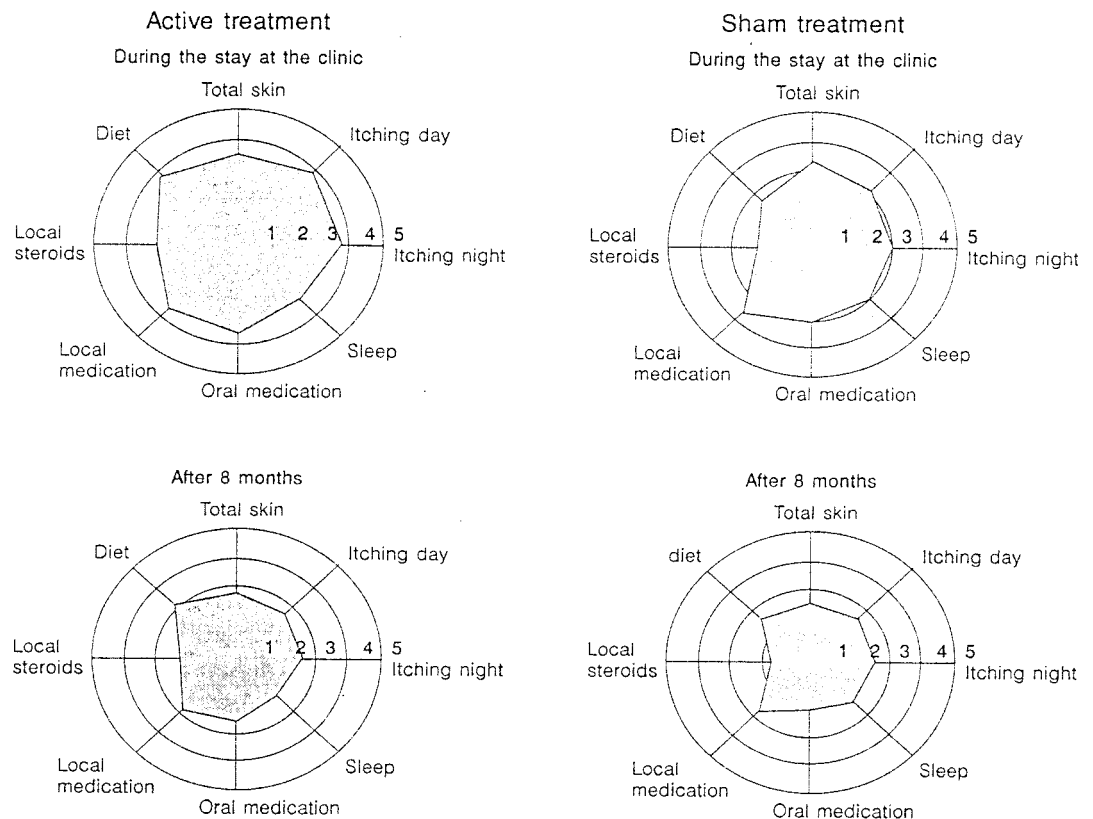 Active treatment
During the stay at the clinic
Total skin
Diet
Itching day
Local
steroids
1 2 3 4 5
Itching night
Local
medication
Sleep
Oral medication
Sham treatment
During the stay at the clinic
Total skin
Diet
Itching day
Local
steroids
1 2 3 4 5
Itching night
Local
medication
Sleep
Oral medication
After 8 months
Total skin
Diet
Itching day
Local
steroids
1 2 3 4 5
Itching night
Local
medication
Sleep
Oral medication
After 8 months
Total skin
diet
Itching day
Local
steroids
1 2 3 4 5
Itching night
Local
medication
Sleep
Oral medication